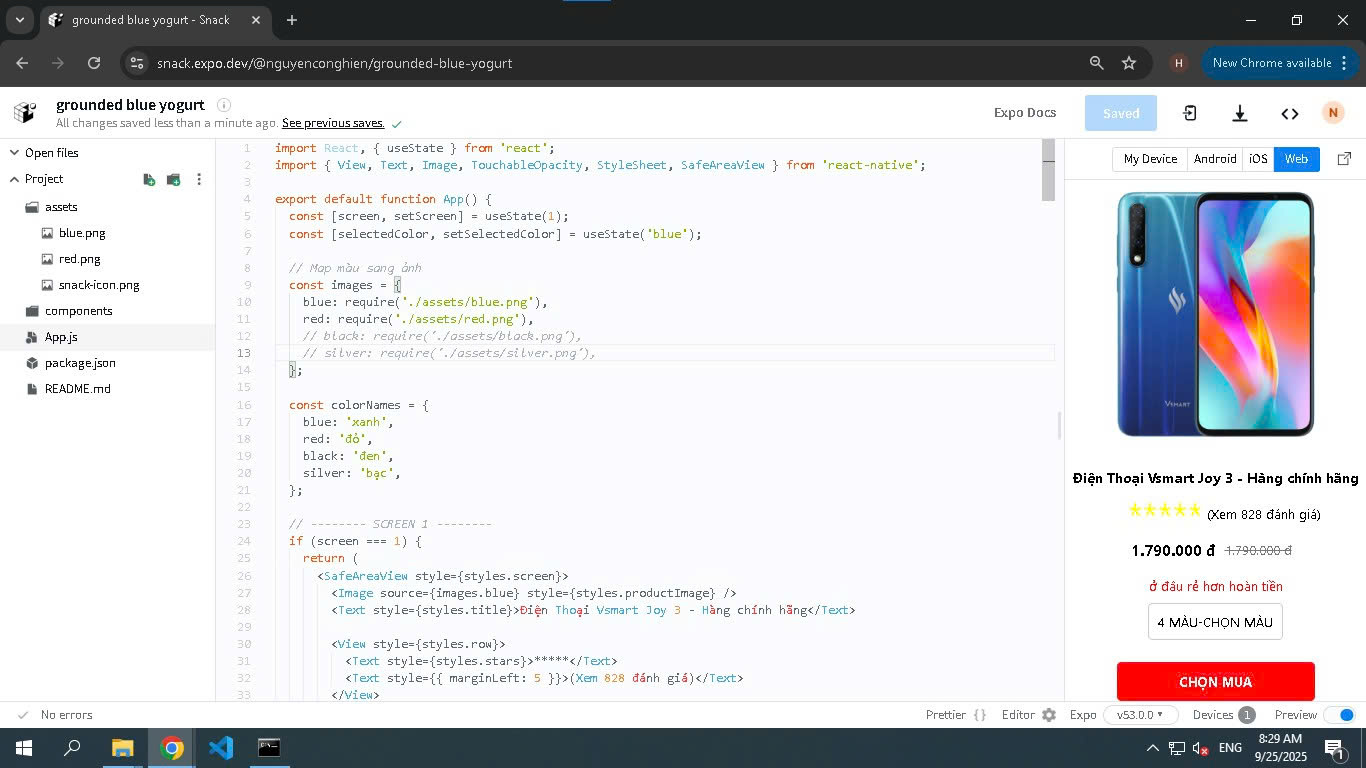 grounded blue yogurt - Snack
snack.expo.dev/@nguyenconghien/grounded-blue-yogurt
H
New Chrome available
grounded blue yogurt
All changes saved less than a minute ago. See previous saves.
Expo Docs
Saved
N
Open files
Project
assets
blue.png
red.png
snack-icon.png
components
App.js
package.json
README.md
1 import React, { useState } from 'react';
2 import { View, Text, Image, TouchableOpacity, StyleSheet, SafeAreaView } from 'react-native';
3
4 export default function App() {
5 const [screen, setScreen] = useState(1);
6 const [selectedColor, setSelectedColor] = useState('blue');
7
8 // Map màu sang ảnh
9 const images = {
10 blue: require('./assets/blue.png'),
11 red: require('./assets/red.png'),
12 // black: require('./assets/black.png'),
13 // silver: require('./assets/silver.png'),
14 };
15
16 const colorNames = {
17 blue: 'xanh',
18 red: 'đỏ',
19 black: 'đen',
20 silver: 'bạc',
21 };
22
23 // -------- SCREEN 1 --------
24 if (screen === 1) {
25 return (
26 <SafeAreaView style={styles.screen}>
27 <Image source={images.blue} style={styles.productImage} />
28 <Text style={styles.title}>Điện Thoại Vsmart Joy 3 - Hàng chính hãng</Text>
29
30 <View style={styles.row}>
31 <Text style={styles.stars}>*****</Text>
32 <Text style={{ marginLeft: 5 }}>(Xem 828 đánh giá)</Text>
33 </View>
My Device
Android
iOS
Web
VSMART
Điện Thoại Vsmart Joy 3 - Hàng chính hãng
***** (Xem 828 đánh giá)
1.790.000 đ 1.790.000 đ
ở đâu rẻ hơn hoàn tiền
4 MÀU-CHỌN MÀU
CHỌN MUA
No errors
Prettier { }
Editor
Expo
v53.0.0
Devices 1
Preview
ENG
8:29 AM
9/25/2025
1